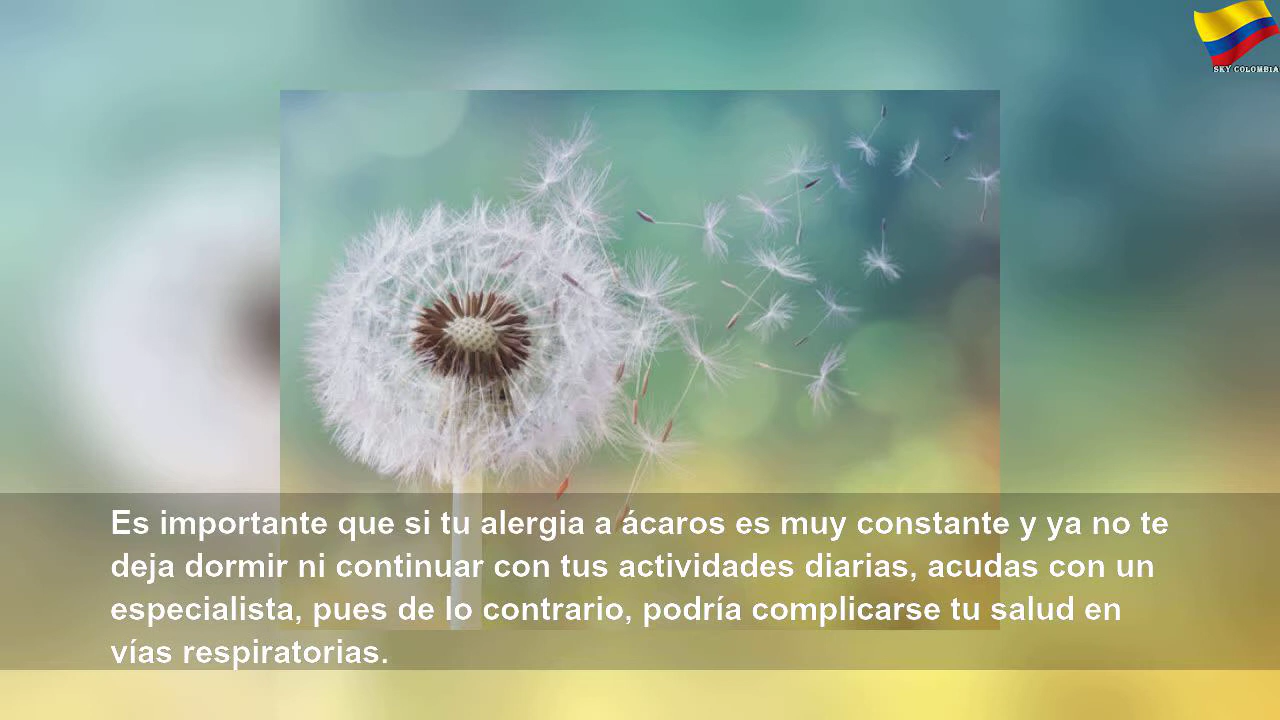 SKY COLOMBIA
Es importante que si tu alergia a ácaros es muy constante y ya no te
deja dormir ni continuar con tus actividades diarias, acudas con un
especialista, pues de lo contrario, podría complicarse tu salud en
vías respiratorias.